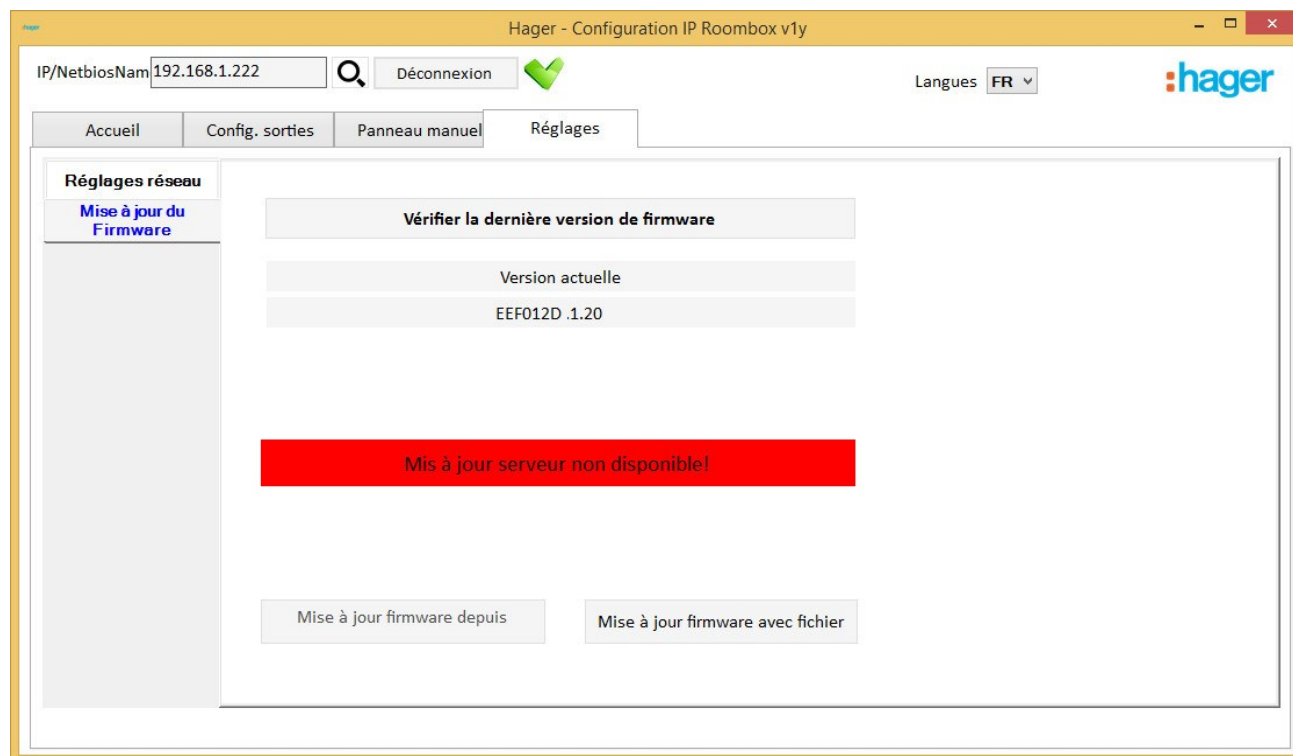 Hager - Configuration IP Roombox v1y
IP/NetbiosNam 192.168.1.222 Déconnexion
Langues FR
:hager
Accueil Config. sorties Panneau manuel Réglages
Réglages réseau
Mise à jour du
Firmware
Vérifier la dernière version de firmware
Version actuelle
EEF012D .1.20
Mis à jour serveur non disponible!
Mise à jour firmware depuis
Mise à jour firmware avec fichier